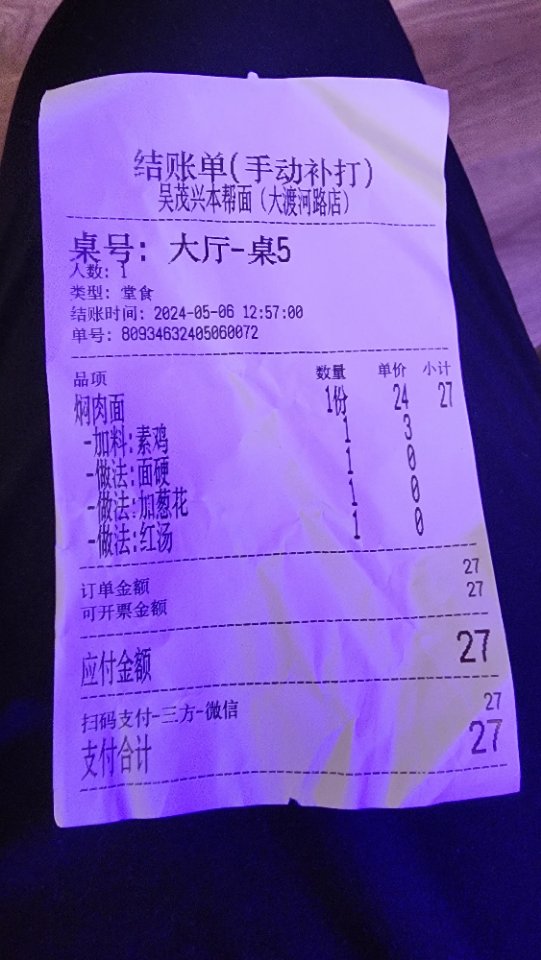 结账单(手动补打)
吴茂兴本帮面(大渡河路店)
桌号: 大厅-桌5
人数: 1
类型: 堂食
结账时间: 2024-05-06 12:57:00
单号: 80934632405060072
品项 数量 单价 小计
焖肉面 1份 24 27
-加料:素鸡 1 3
-做法:面硬 1 0
-做法:加葱花 1 0
-做法:红汤 1 0
订单金额 27
可开票金额 27
应付金额 27
扫码支付-三方-微信 27
支付合计 27